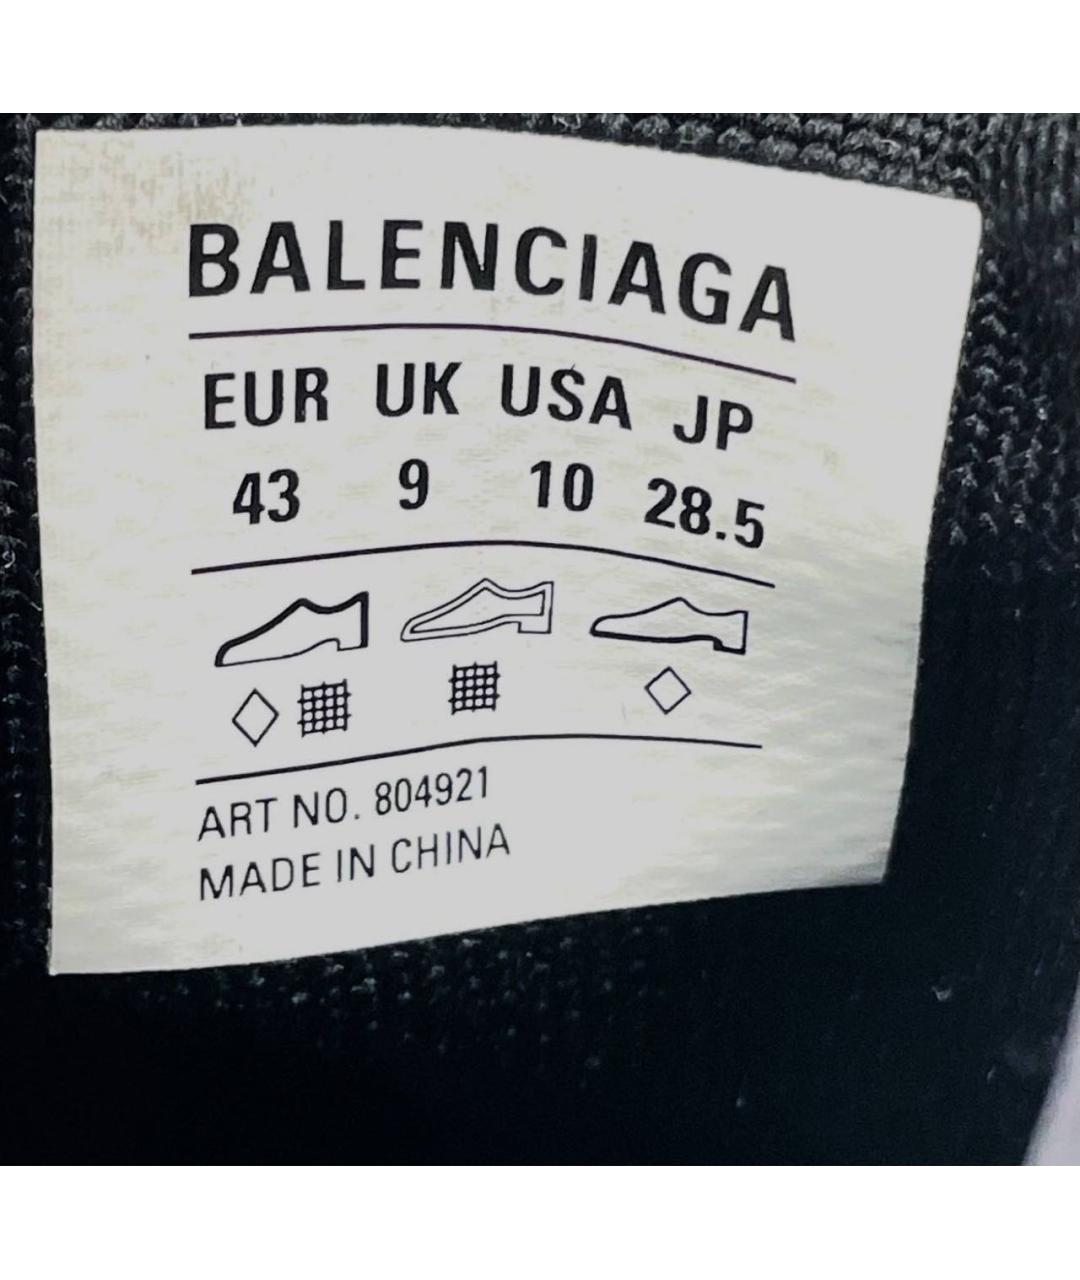 BALENCIAGA
EUR UK USA JP
43 9 10 28.5
ART NO. 804921
MADE IN CHINA